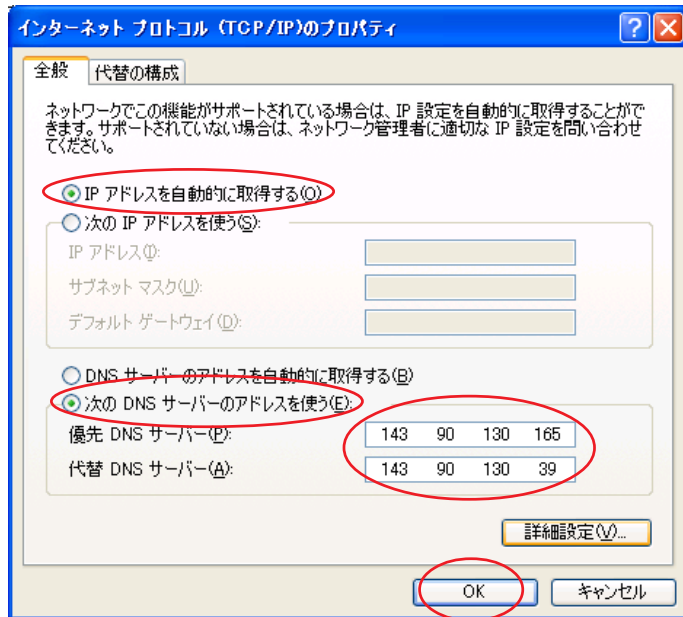 インターネット プロトコル (TCP/IP)のプロパティ
全般
代替の構成
ネットワークでこの機能がサポートされている場合は、IP 設定を自動的に取得することがで
きます。サポートされていない場合は、ネットワーク管理者に適切な IP 設定を問い合わせ
てください。
IP アドレスを自動的に取得する(O)
次の IP アドレスを使う(S):
IP アドレス(I):
サブネット マスク(U):
デフォルト ゲートウェイ(D):
DNS サーバーのアドレスを自動的に取得する(B)
次の DNS サーバーのアドレスを使う(E):
優先 DNS サーバー(P): 143 90 130 165
代替 DNS サーバー(A): 143 90 130 39
詳細設定(V)...
OK キャンセル